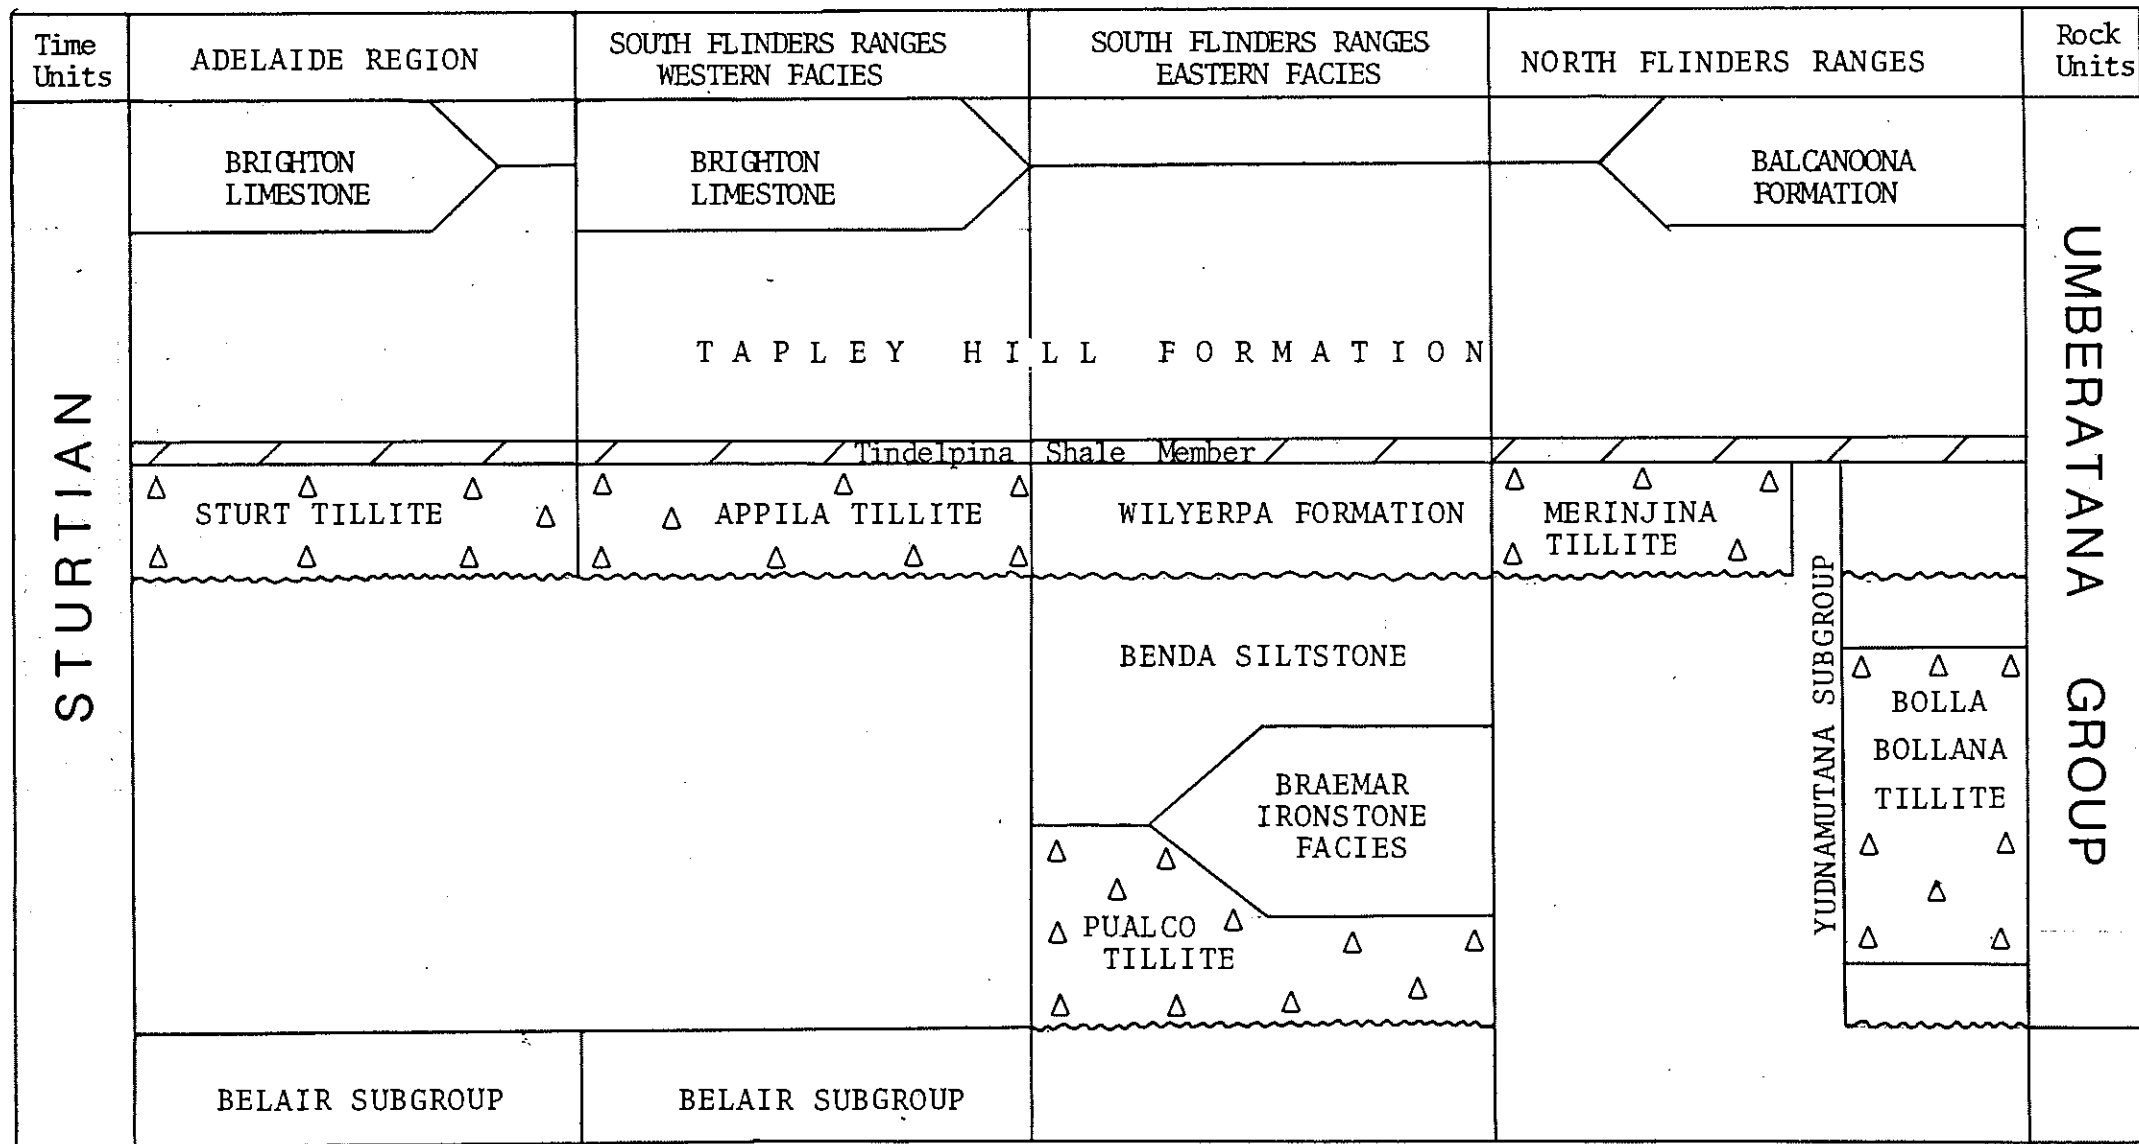 Time
Units
ADELAIDE REGION
SOUTH FLINDERS RANGES
WESTERN FACIES
SOUTH FLINDERS RANGES
EASTERN FACIES
NORTH FLINDERS RANGES
Rock
Units
BRIGHTON
LIMESTONE
BRIGHTON
LIMESTONE
BALCANOONA
FORMATION
TAPLEY HILL FORMATION
STURTIAN
UMBERATANA GROUP
Tindelpina Shale Member
STURT TILLITE
APPILA TILLITE
WILYERPA FORMATION
MERINJINA
TILLITE
YUDNAMUTANA SUBGROUP
BENDA SILTSTONE
BOLLA
BOLLANA
TILLITE
BRAEMAR
IRONSTONE
FACIES
PUALCO
TILLITE
BELAIR SUBGROUP
BELAIR SUBGROUP